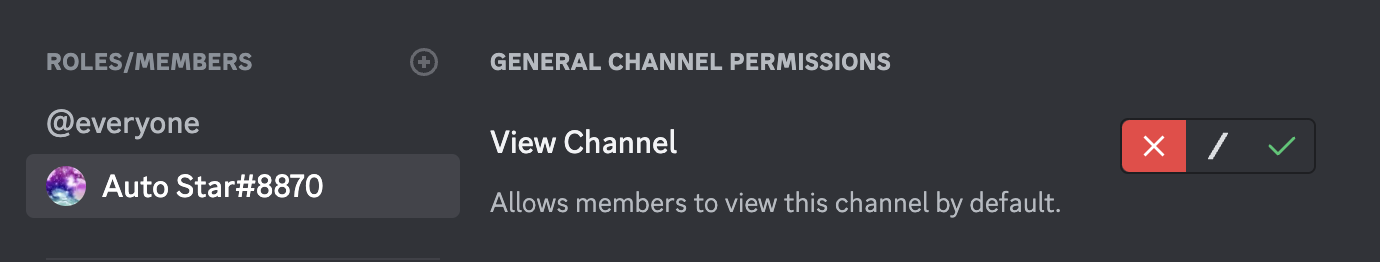 ROLES/MEMBERS
@everyone
Auto Star#8870
GENERAL CHANNEL PERMISSIONS
View Channel
Allows members to view this channel by default.